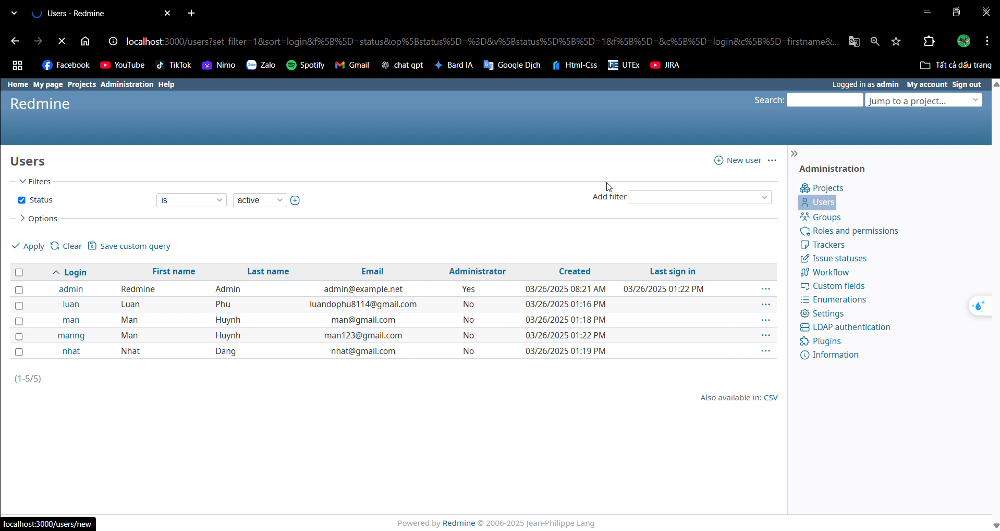 Users - Redmine
localhost:3000/users?set_filter=1&sort=login&f%5B%5D=status&op%5Bstatus%5D=%3D&v%5Bstatus%5D%5B%5D=1&f%5B%5D=&c%5B%5D=login&c%5B%5D=firstname&...
Facebook YouTube TikTok Nimo Zalo Spotify Gmail chat gpt Bard IA Google Dịch Html-Css UTEx JIRA Tất cả dấu trang
Home My page Projects Administration Help Logged in as admin My account Sign out
Redmine Search: Jump to a project...
Users New user ...
Filters
Status is active Add filter
Options
Apply Clear Save custom query
Login First name Last name Email Administrator Created Last sign in
admin Redmine Admin admin@example.net Yes 03/26/2025 08:21 AM 03/26/2025 01:22 PM ...
luan Luan Phu luandophu8114@gmail.com No 03/26/2025 01:16 PM ...
man Man Huynh man@gmail.com No 03/26/2025 01:18 PM ...
manng Man Huynh man123@gmail.com No 03/26/2025 01:22 PM ...
nhat Nhat Dang nhat@gmail.com No 03/26/2025 01:19 PM ...
(1-5/5)
Also available in: CSV
Administration
Projects
Users
Groups
Roles and permissions
Trackers
Issue statuses
Workflow
Custom fields
Enumerations
Settings
LDAP authentication
Plugins
Information
localhost:3000/users/new
Powered by Redmine © 2006-2025 Jean-Philippe Lang